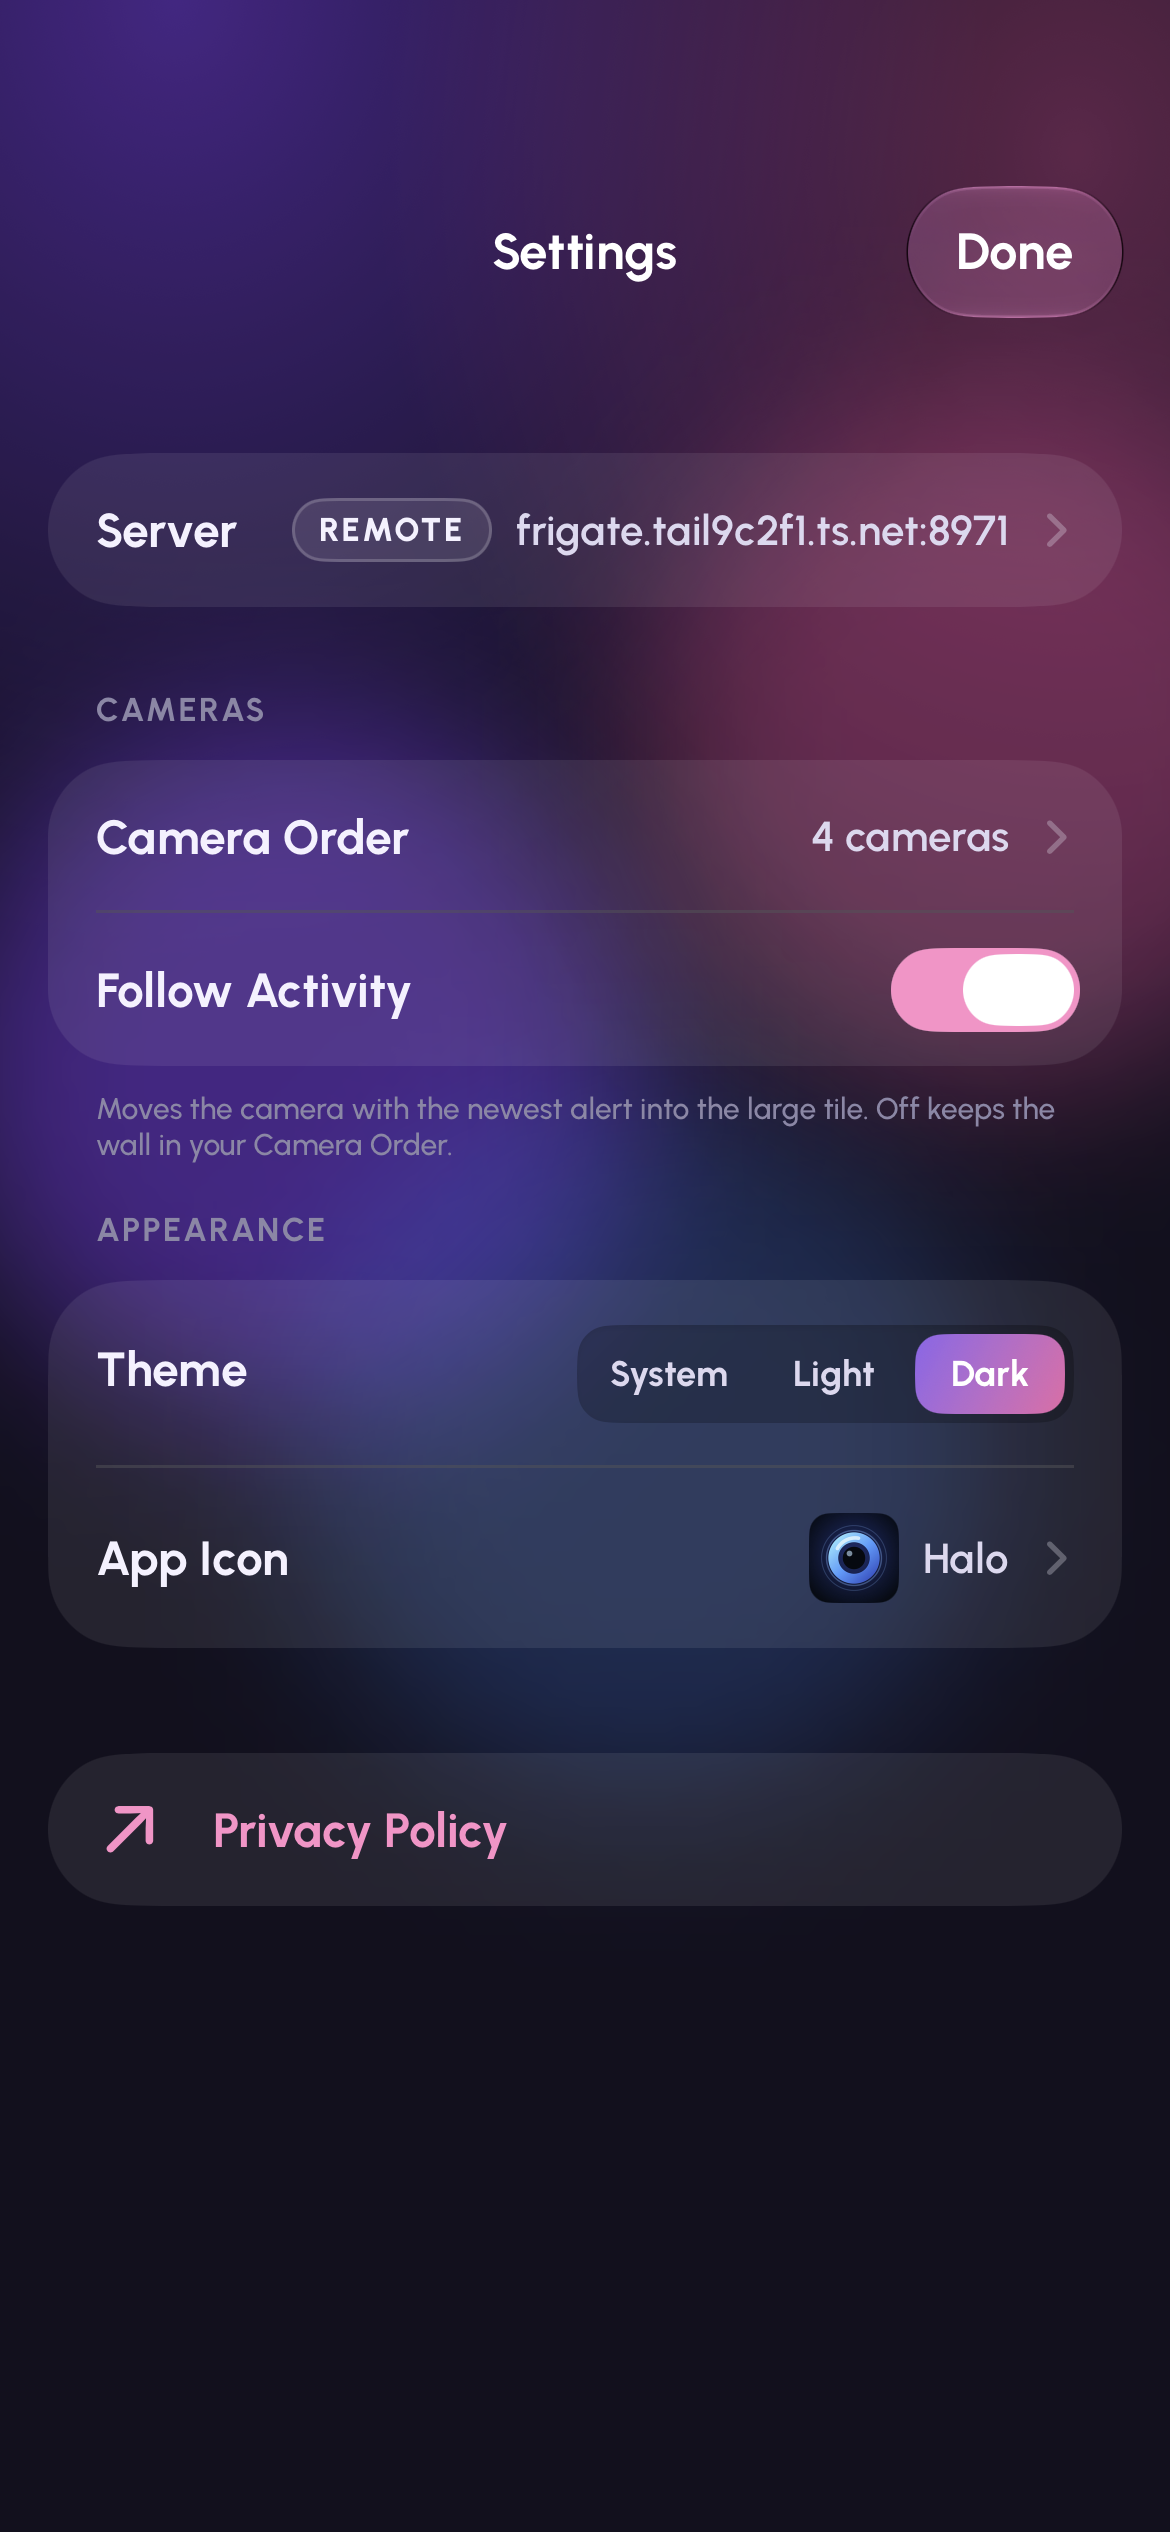 Settings
Done
Server REMOTE frigate.tail9c2f1.ts.net:8971
CAMERAS
Camera Order 4 cameras
Follow Activity
Moves the camera with the newest alert into the large tile. Off keeps the
wall in your Camera Order.
APPEARANCE
Theme System Light Dark
App Icon Halo
Privacy Policy